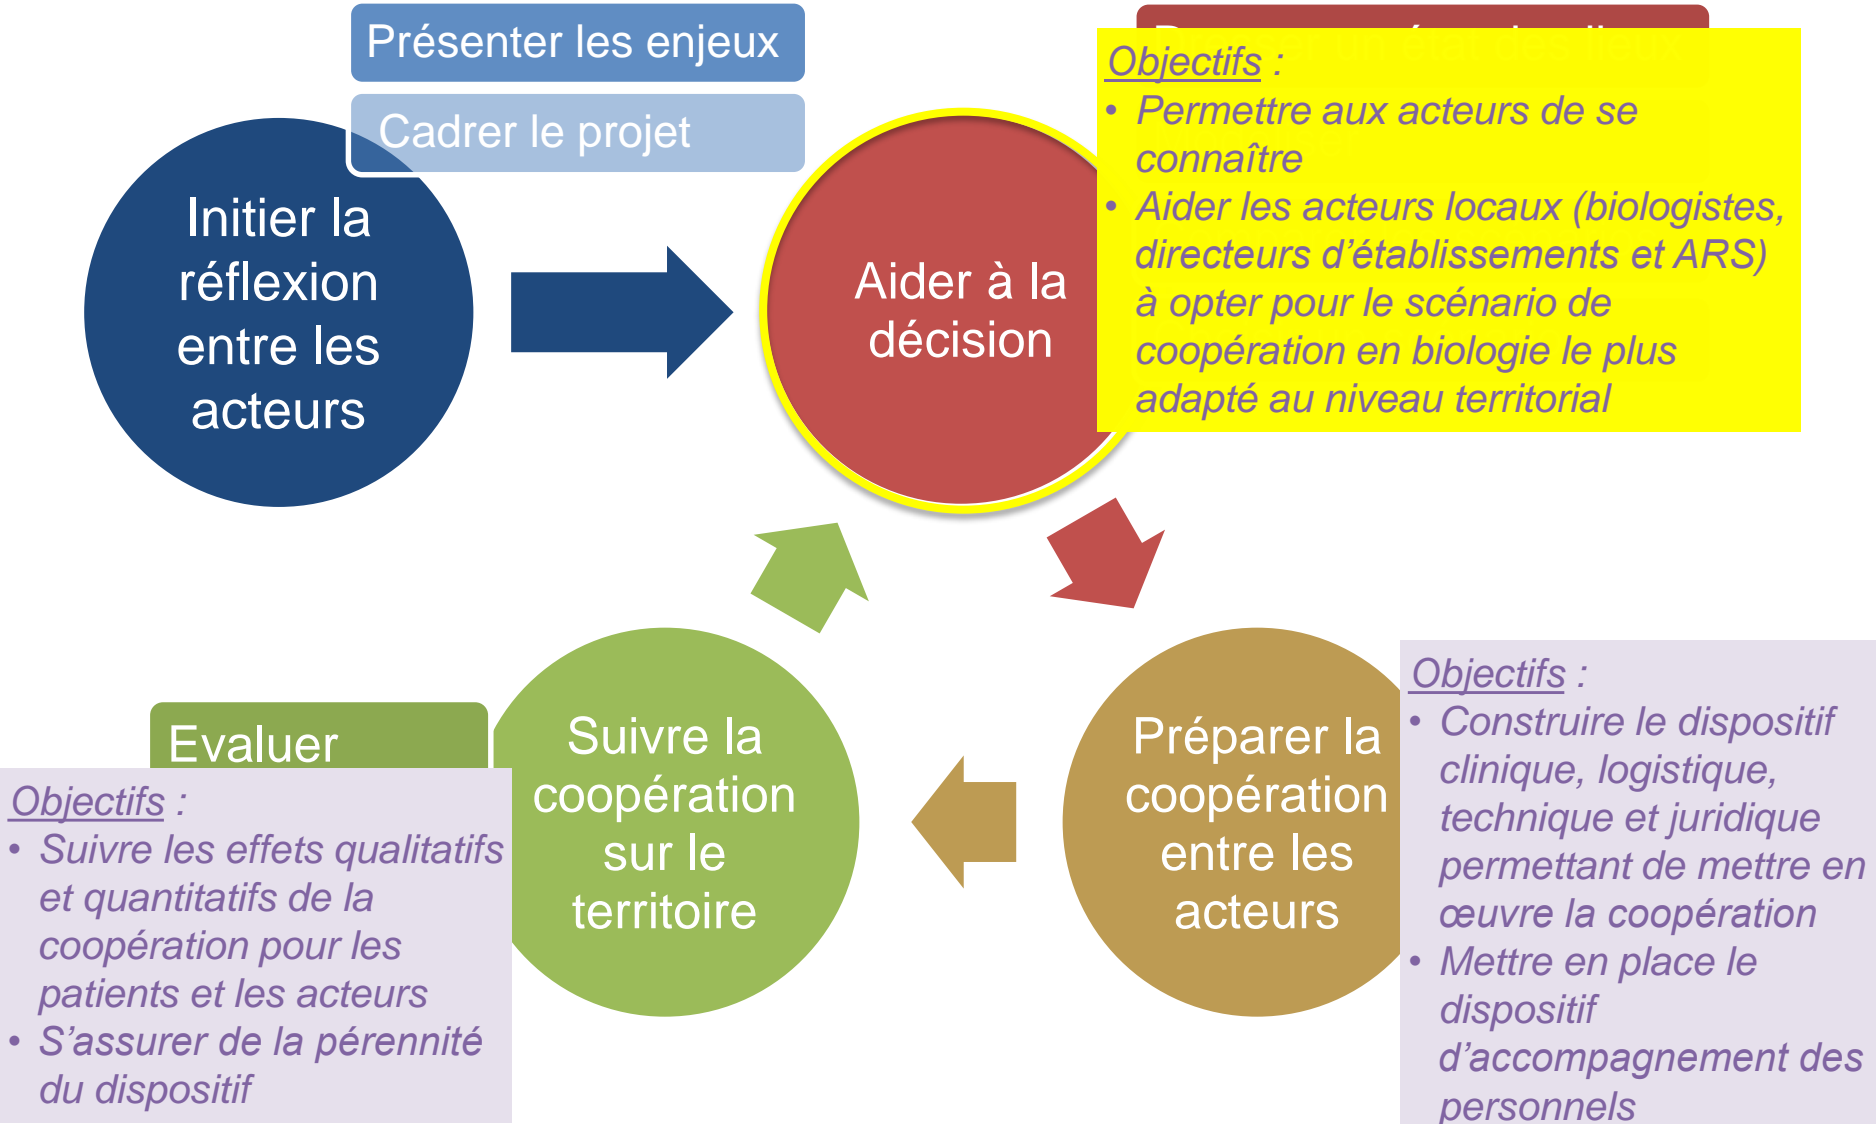 Présenter les enjeux
Cadrer le projet
Initier la
réflexion
entre les
acteurs
Aider à la
décision
Objectifs :
• Permettre aux acteurs de se
connaître
• Aider les acteurs locaux (biologistes,
directeurs d’établissements et ARS)
à opter pour le scénario de
coopération en biologie le plus
adapté au niveau territorial
Préparer la
coopération
entre les
acteurs
Objectifs :
• Construire le dispositif
clinique, logistique,
technique et juridique
permettant de mettre en
œuvre la coopération
• Mettre en place le
dispositif
d’accompagnement des
personnels
Suivre la
coopération
sur le
territoire
Evaluer
Objectifs :
• Suivre les effets qualitatifs
et quantitatifs de la
coopération pour les
patients et les acteurs
• S’assurer de la pérennité
du dispositif